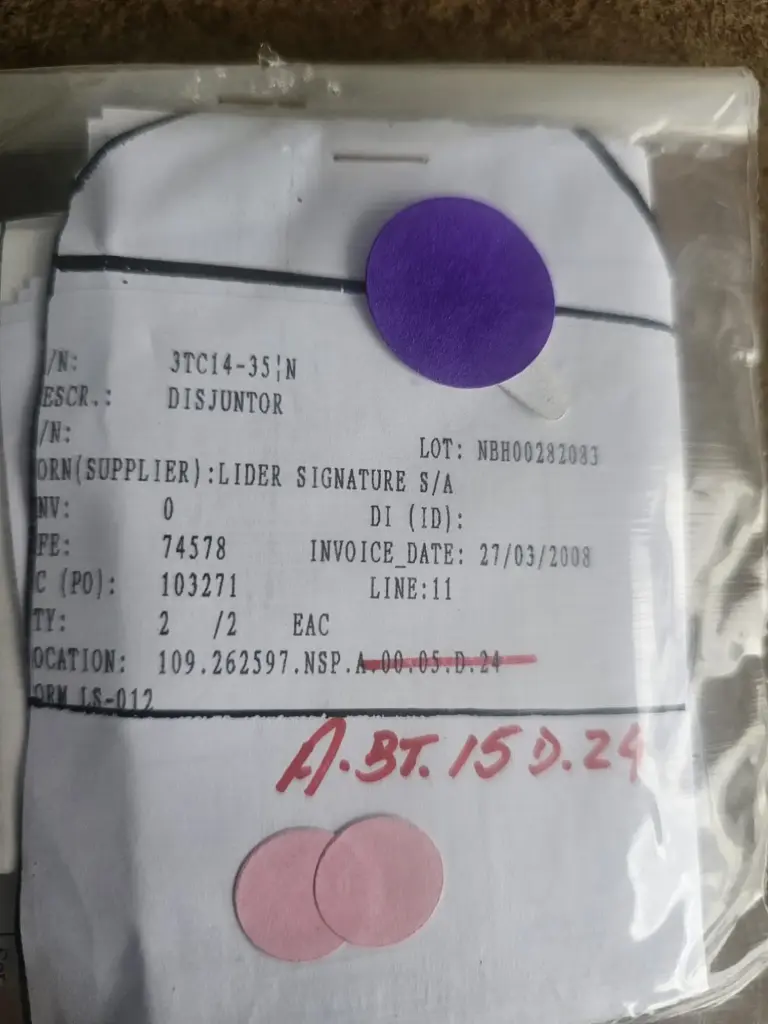 /N: 3TC14-35¦N
ESCR.: DISJUNTOR
/N: LOT: NBH00282083
ORN(SUPPLIER):LIDER SIGNATURE S/A
NV: 0 DI (ID):
FE: 74578 INVOICE_DATE: 27/03/2008
C (PO): 103271 LINE:11
TY: 2 /2 EAC
OCATION: 109.262597.NSP.A.00.05.D.24
ORM LS-012
A.BT.15 D.24